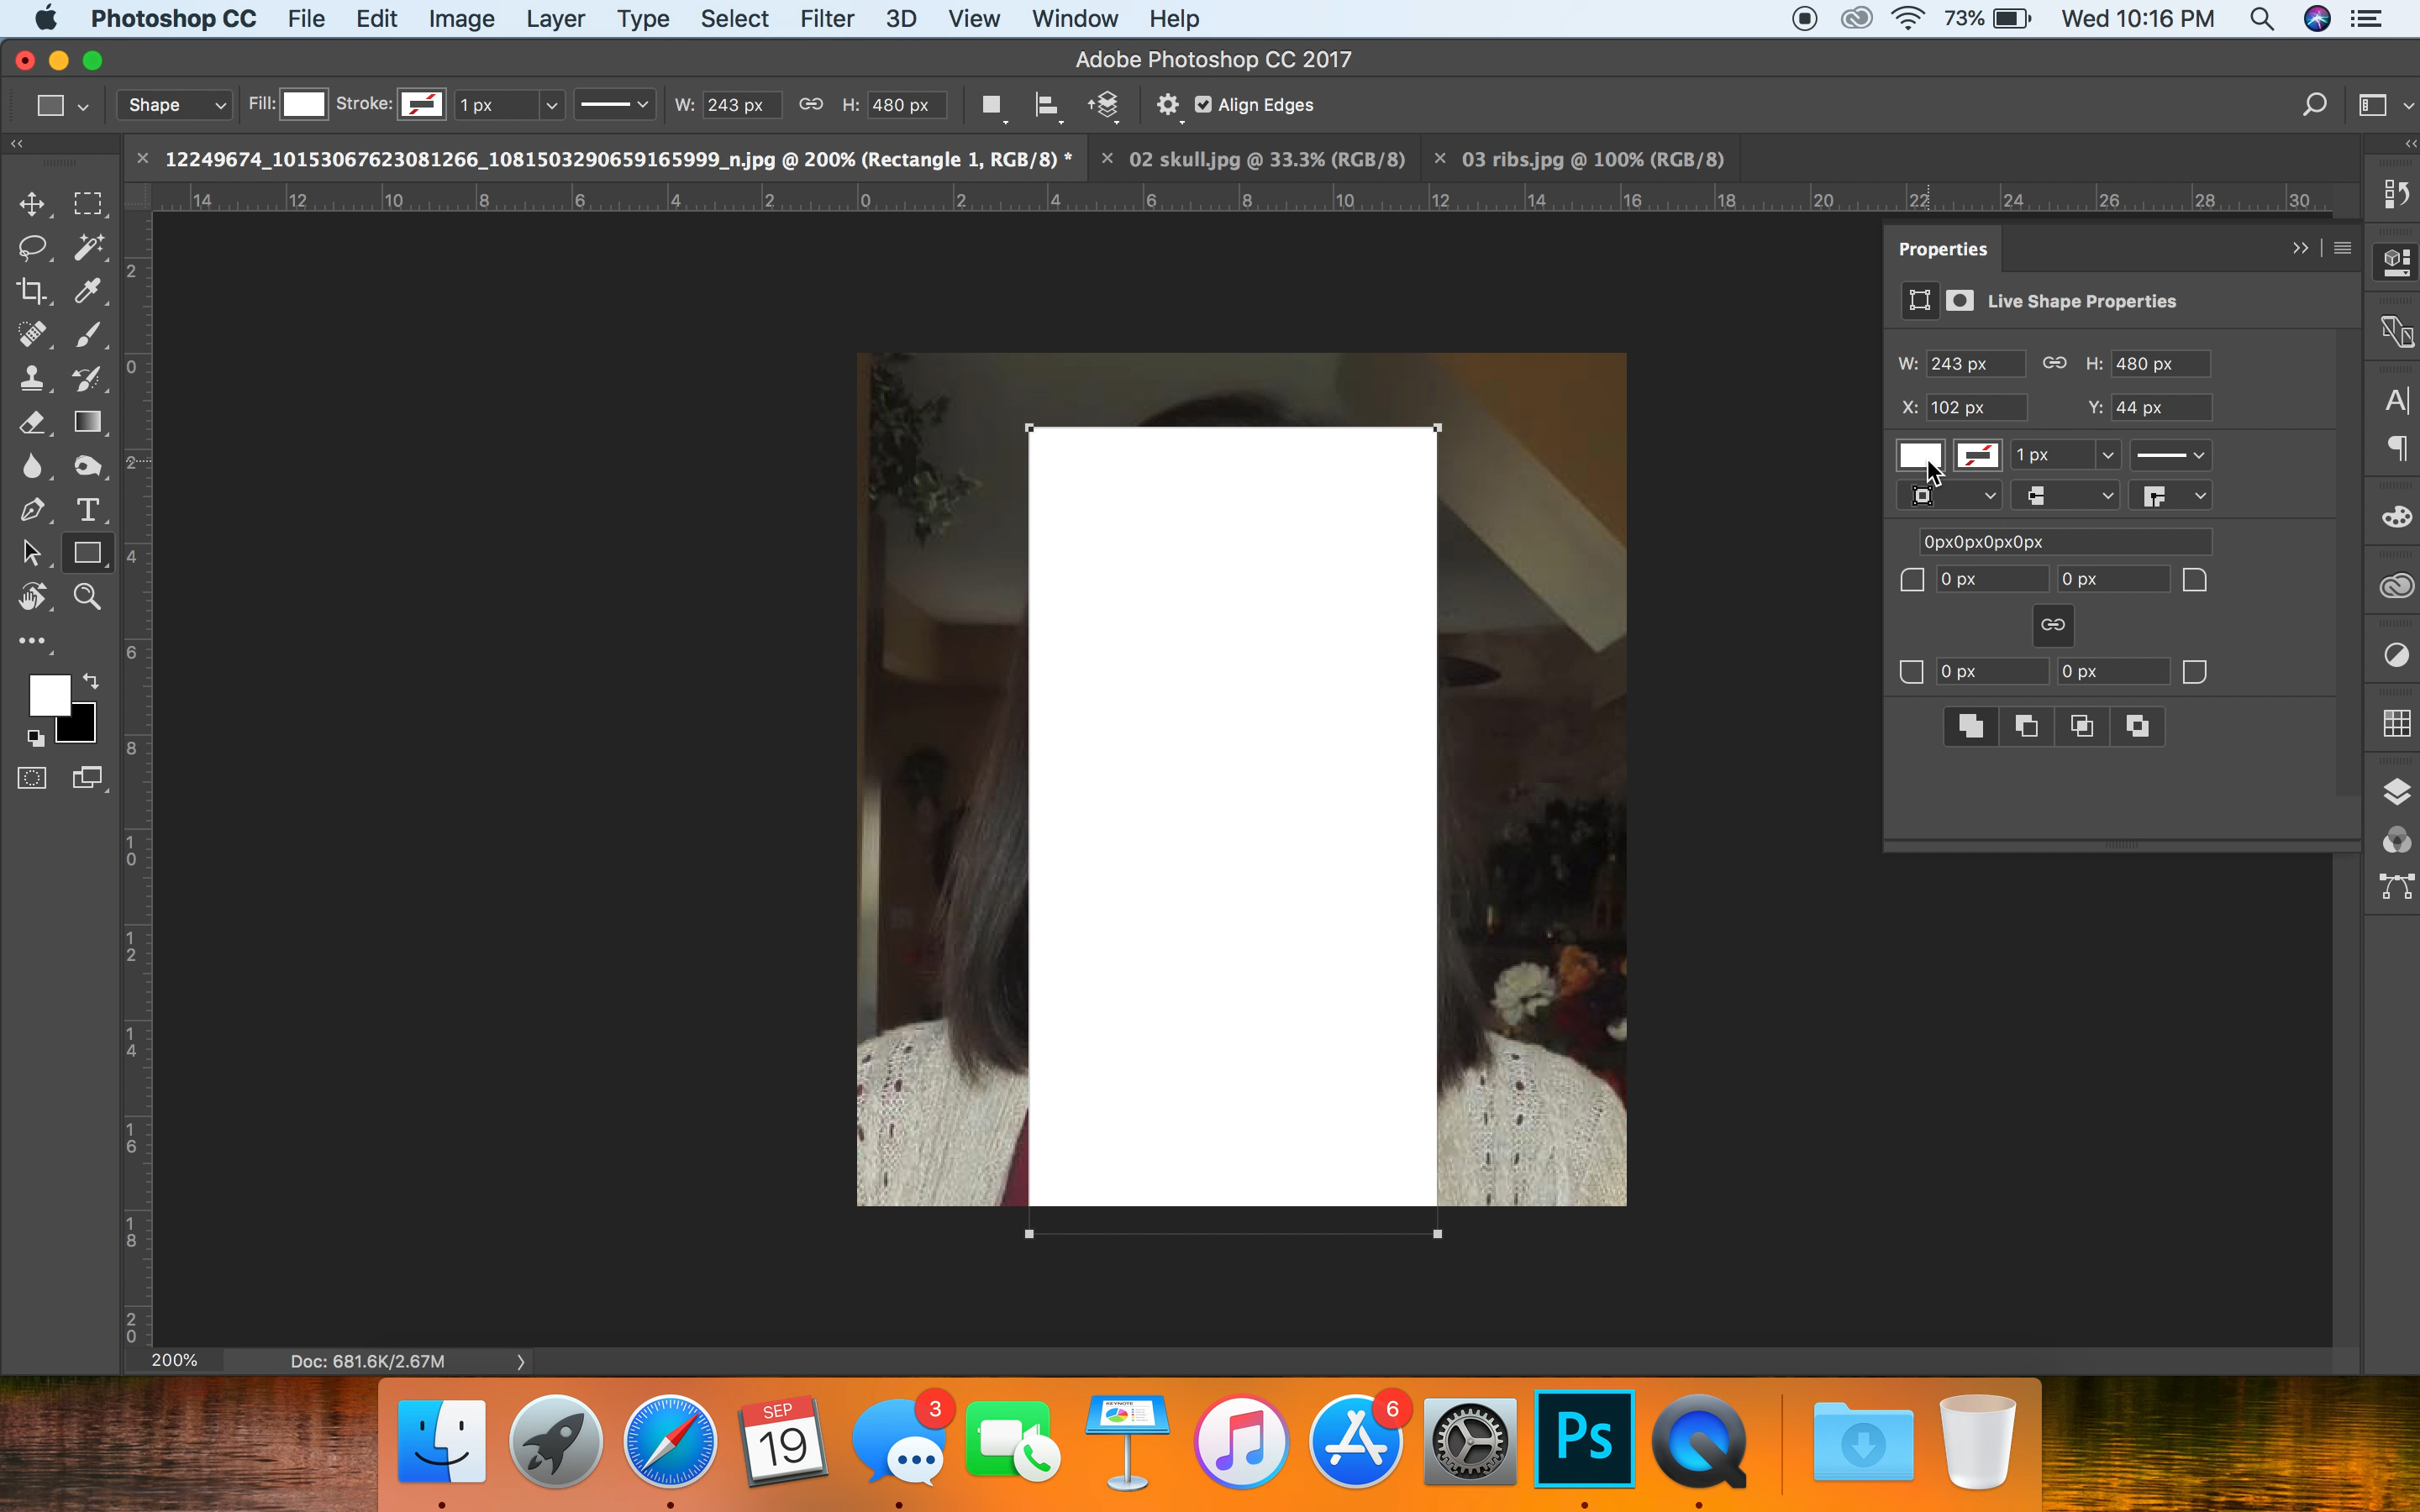 Photoshop CC File Edit Image Layer Type Select Filter 3D View Window Help 73% Wed 10:16 PM
Adobe Photoshop CC 2017
Shape Fill: Stroke: 1 px W: 243 px H: 480 px Align Edges
12249674_10153067623081266_1081503290659165999_n.jpg @ 200% (Rectangle 1, RGB/8) * 02 skull.jpg @ 33.3% (RGB/8) 03 ribs.jpg @ 100% (RGB/8)
14 12 10 8 6 4 2 0 2 4 6 8 10 12 14 16 18 20 22 24 26 28 30
2
0
2
4
6
8
10
12
14
16
18
20
Properties
Live Shape Properties
W: 243 px H: 480 px
X: 102 px Y: 44 px
1 px
0px0px0px0px
0 px 0 px
0 px 0 px
200% Doc: 681.6K/2.67M
SEP
19
3
KEYNOTE
6
Ps